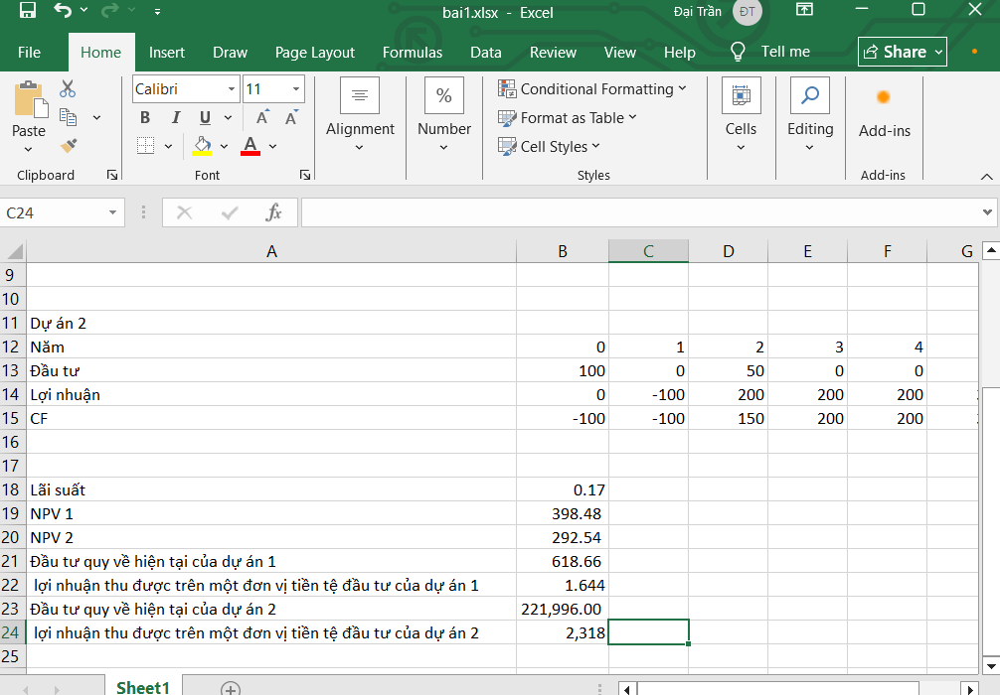 bai1.xlsx - Excel Đại Trần ĐT
File Home Insert Draw Page Layout Formulas Data Review View Help Tell me Share
Paste Calibri 11 B I U A A A Alignment % Number Conditional Formatting Format as Table Cell Styles Cells Editing Add-ins
Clipboard Font Styles Add-ins
C24 fx
A B C D E F G
9
10
11 Dự án 2
12 Năm 0 1 2 3 4
13 Đầu tư 100 0 50 0 0
14 Lợi nhuận 0 -100 200 200 200
15 CF -100 -100 150 200 200
16
17
18 Lãi suất 0.17
19 NPV 1 398.48
20 NPV 2 292.54
21 Đầu tư quy về hiện tại của dự án 1 618.66
22 lợi nhuận thu được trên một đơn vị tiền tệ đầu tư của dự án 1 1.644
23 Đầu tư quy về hiện tại của dự án 2 221,996.00
24 lợi nhuận thu được trên một đơn vị tiền tệ đầu tư của dự án 2 2,318
25
Sheet1